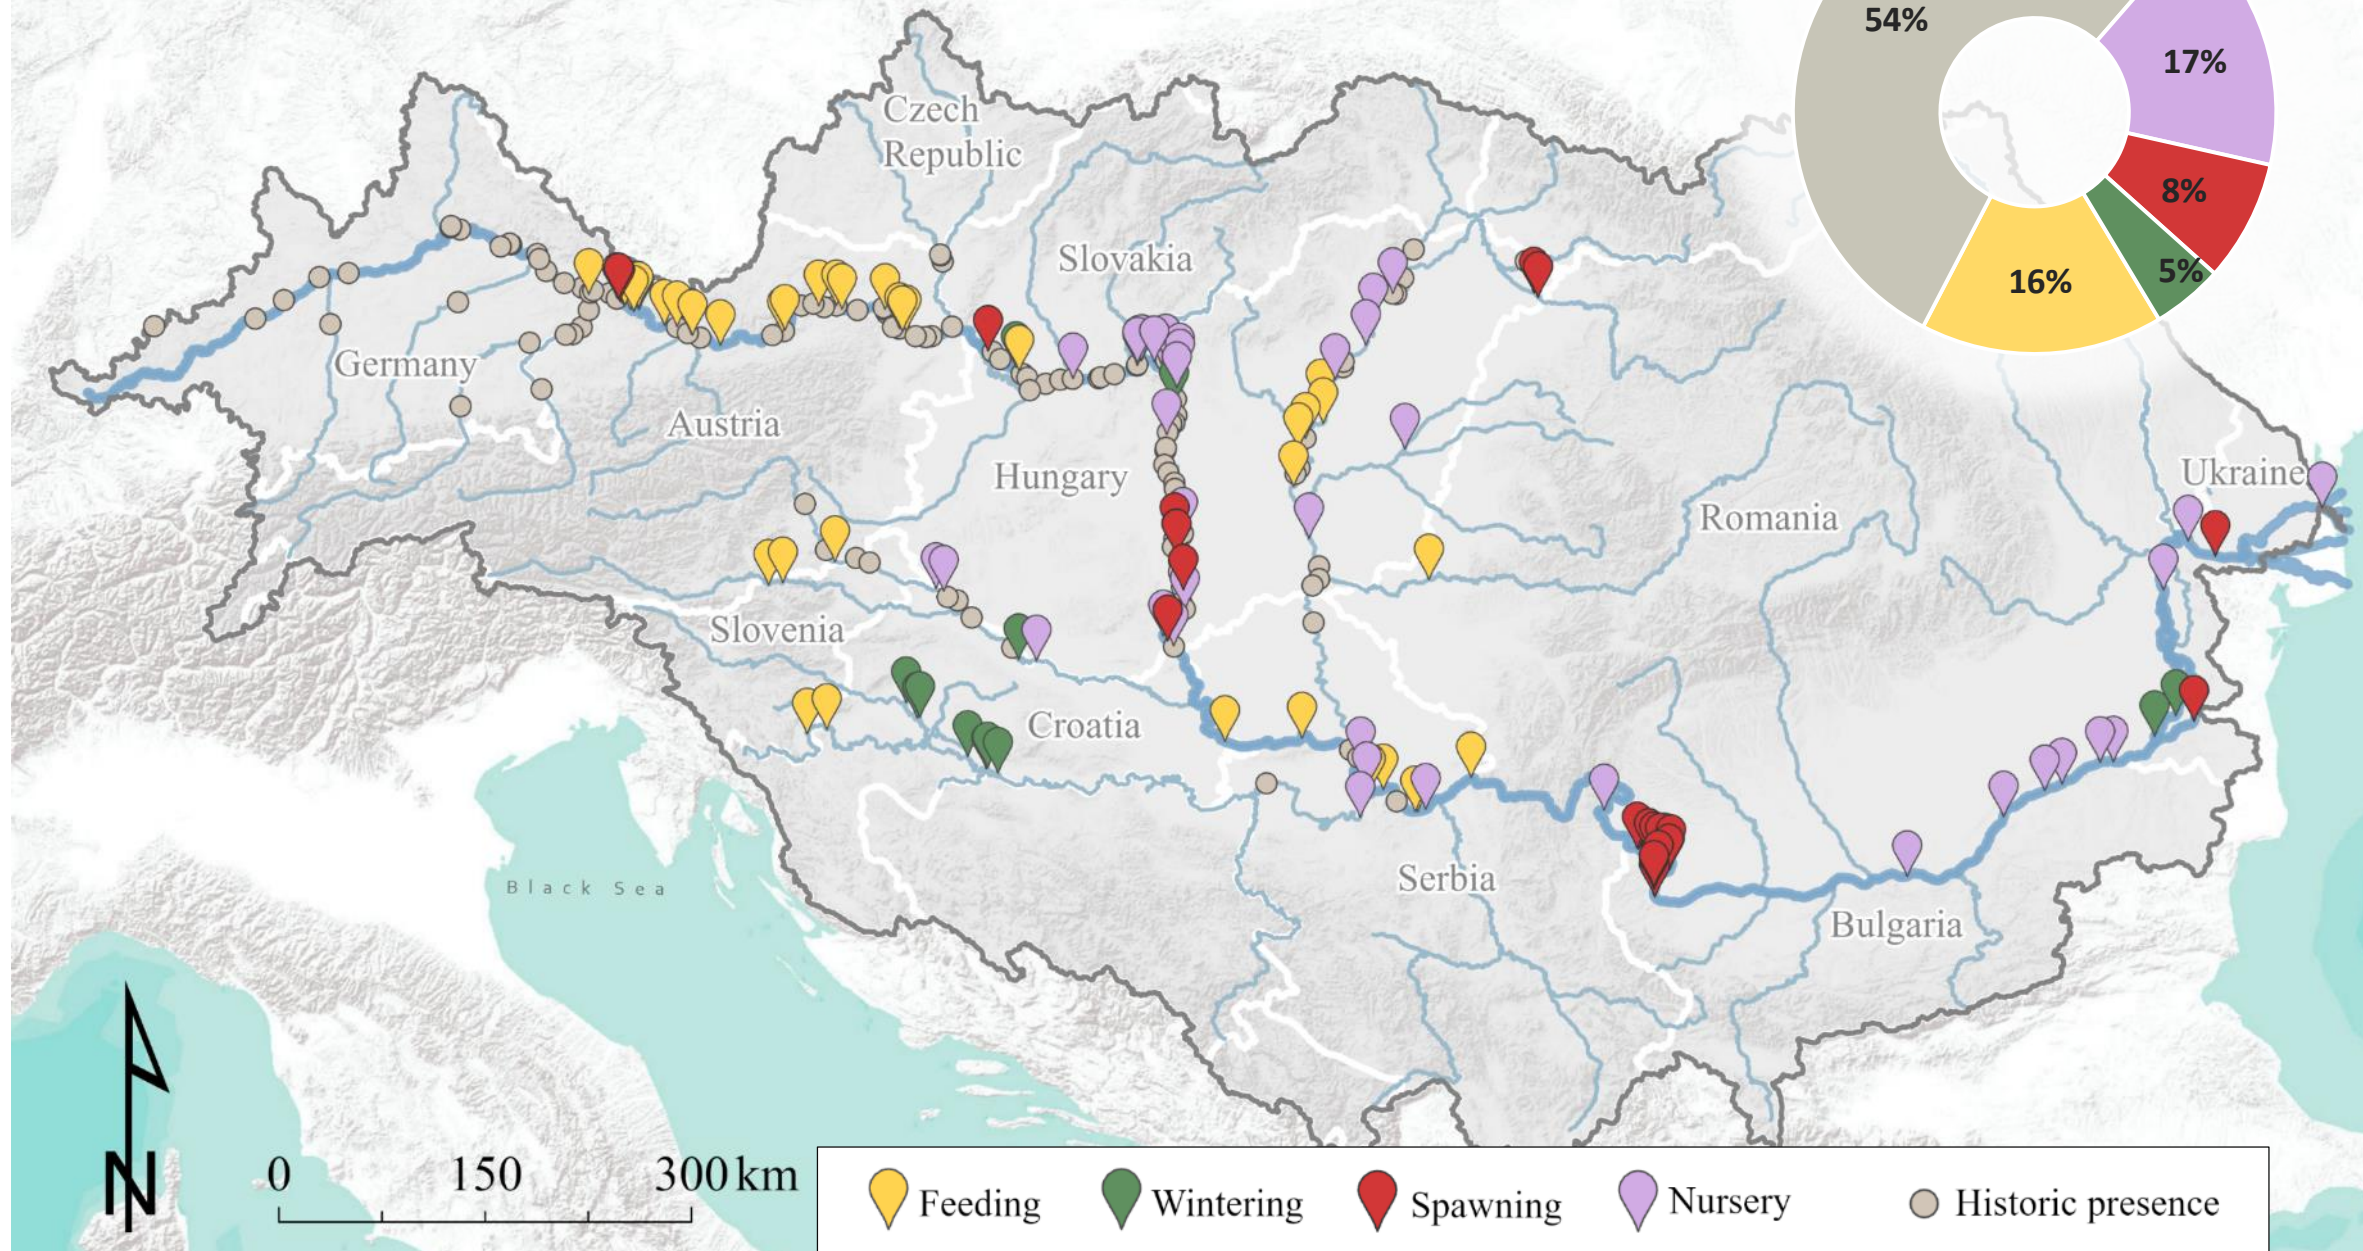 54%
17%
8%
5%
16%
Czech
Republic
Slovakia
Germany
Austria
Hungary
Ukraine
Romania
Slovenia
Croatia
Serbia
Bulgaria
Black Sea
N
0 150 300 km
Feeding Wintering Spawning Nursery Historic presence